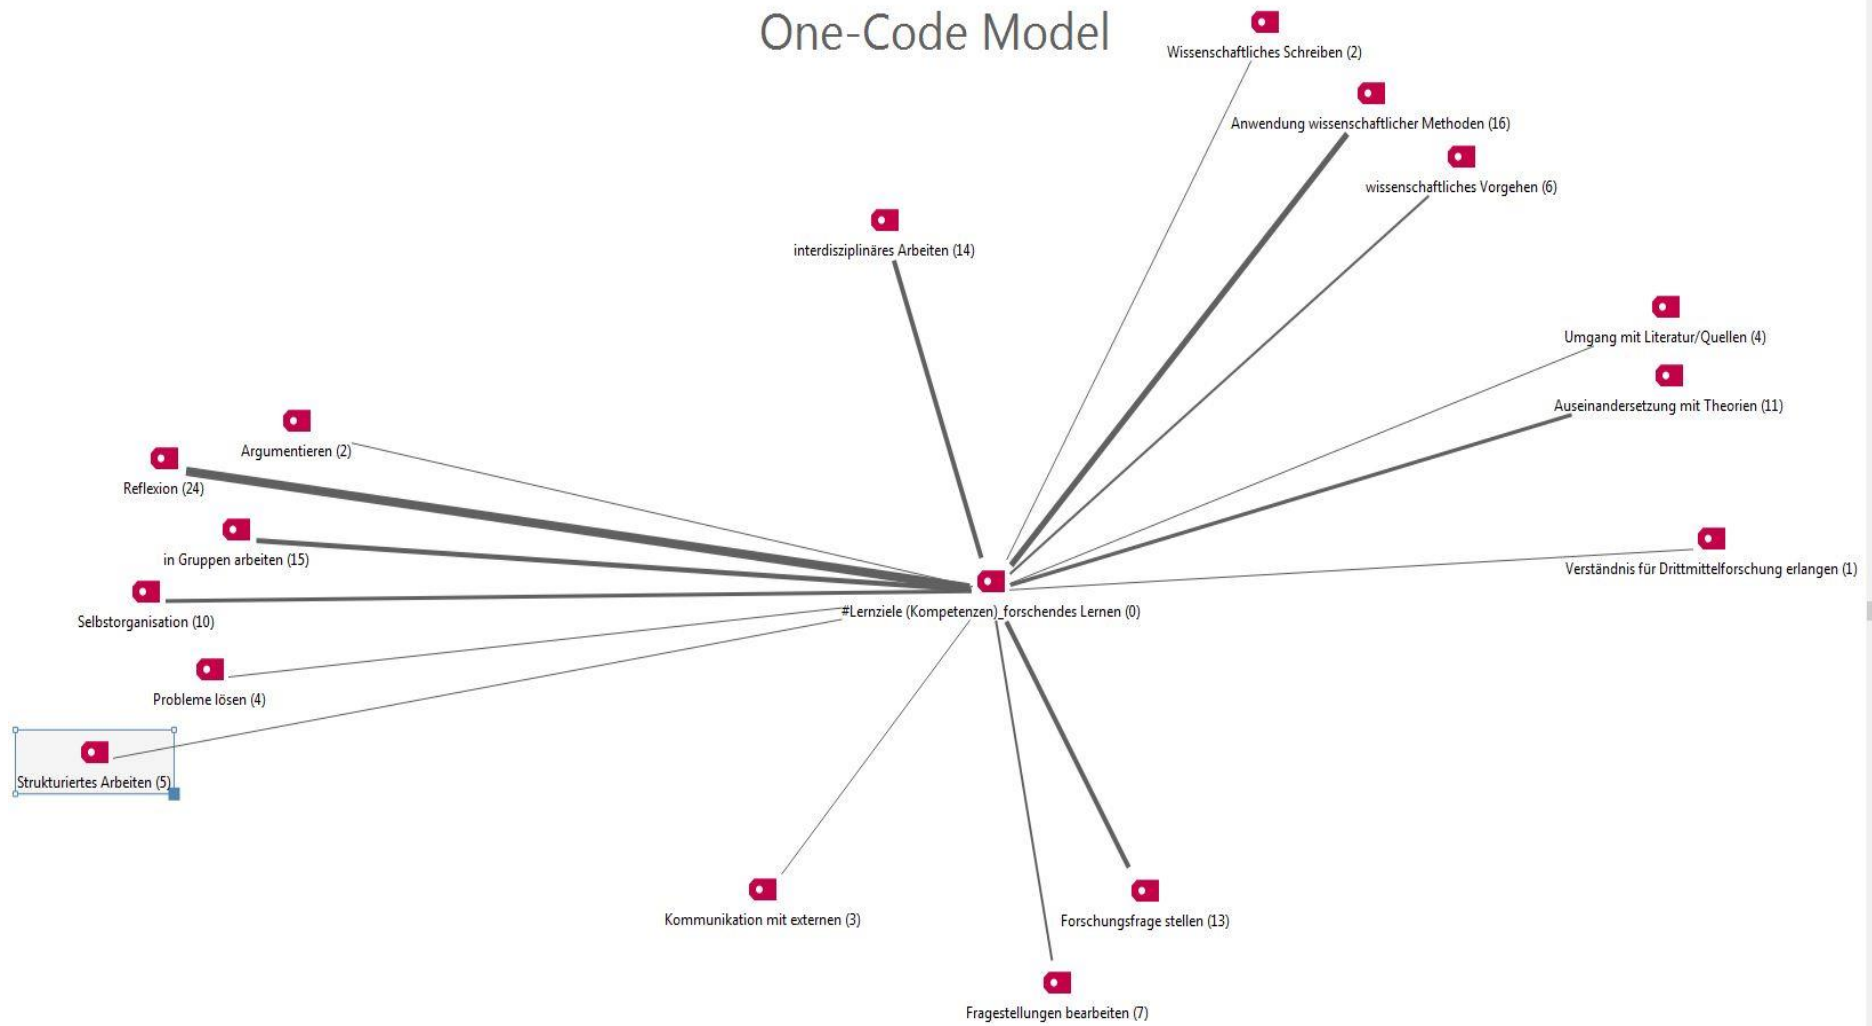 One-Code Model
Wissenschaftliches Schreiben (2)
Anwendung wissenschaftlicher Methoden (16)
wissenschaftliches Vorgehen (6)
interdisziplinäres Arbeiten (14)
Umgang mit Literatur/Quellen (4)
Auseinandersetzung mit Theorien (11)
Argumentieren (2)
Reflexion (24)
in Gruppen arbeiten (15)
Verständnis für Drittmittelforschung erlangen (1)
#Lernziele (Kompetenzen)_forschendes Lernen (0)
Selbstorganisation (10)
Probleme lösen (4)
Strukturiertes Arbeiten (5)
Kommunikation mit externen (3)
Forschungsfrage stellen (13)
Fragestellungen bearbeiten (7)